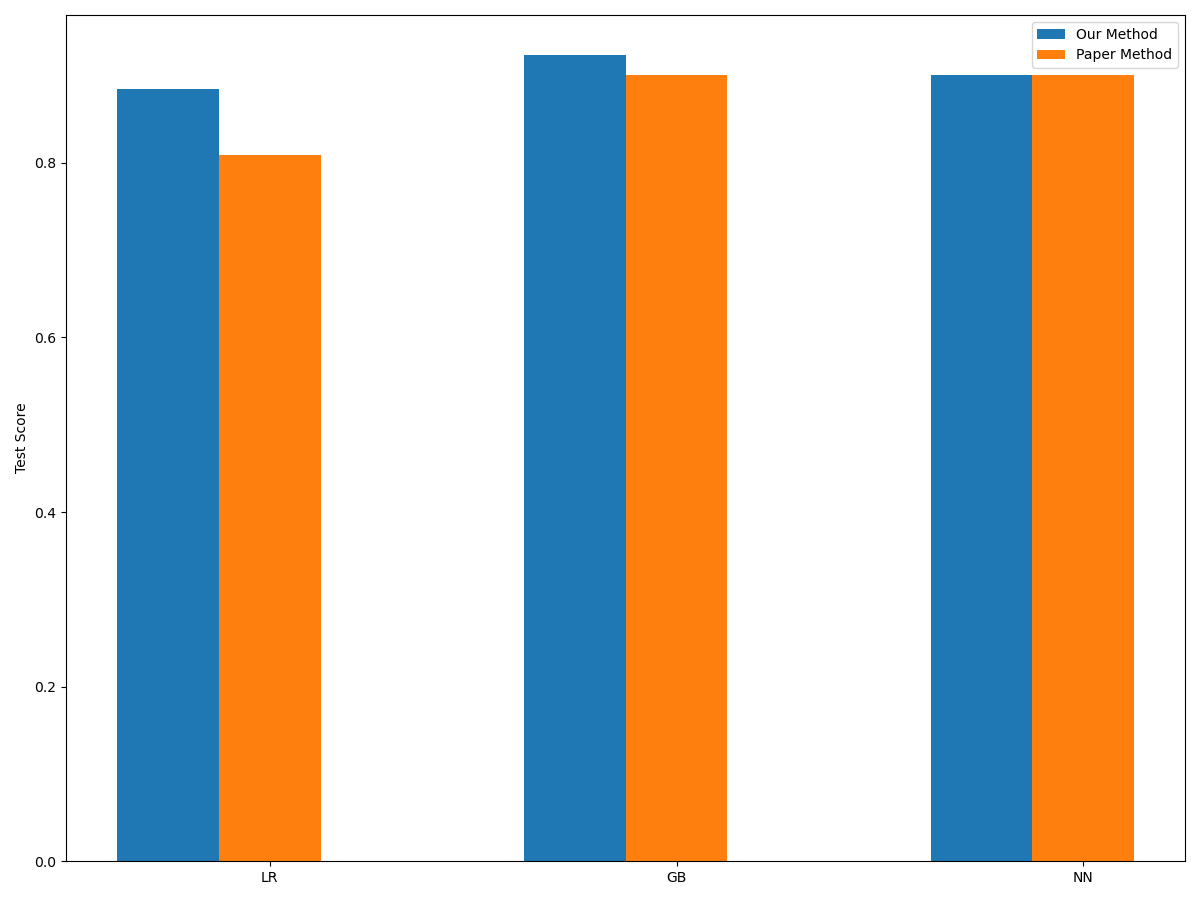 Our Method
Paper Method
Test Score
0.8
0.6
0.4
0.2
0.0
LR
GB
NN